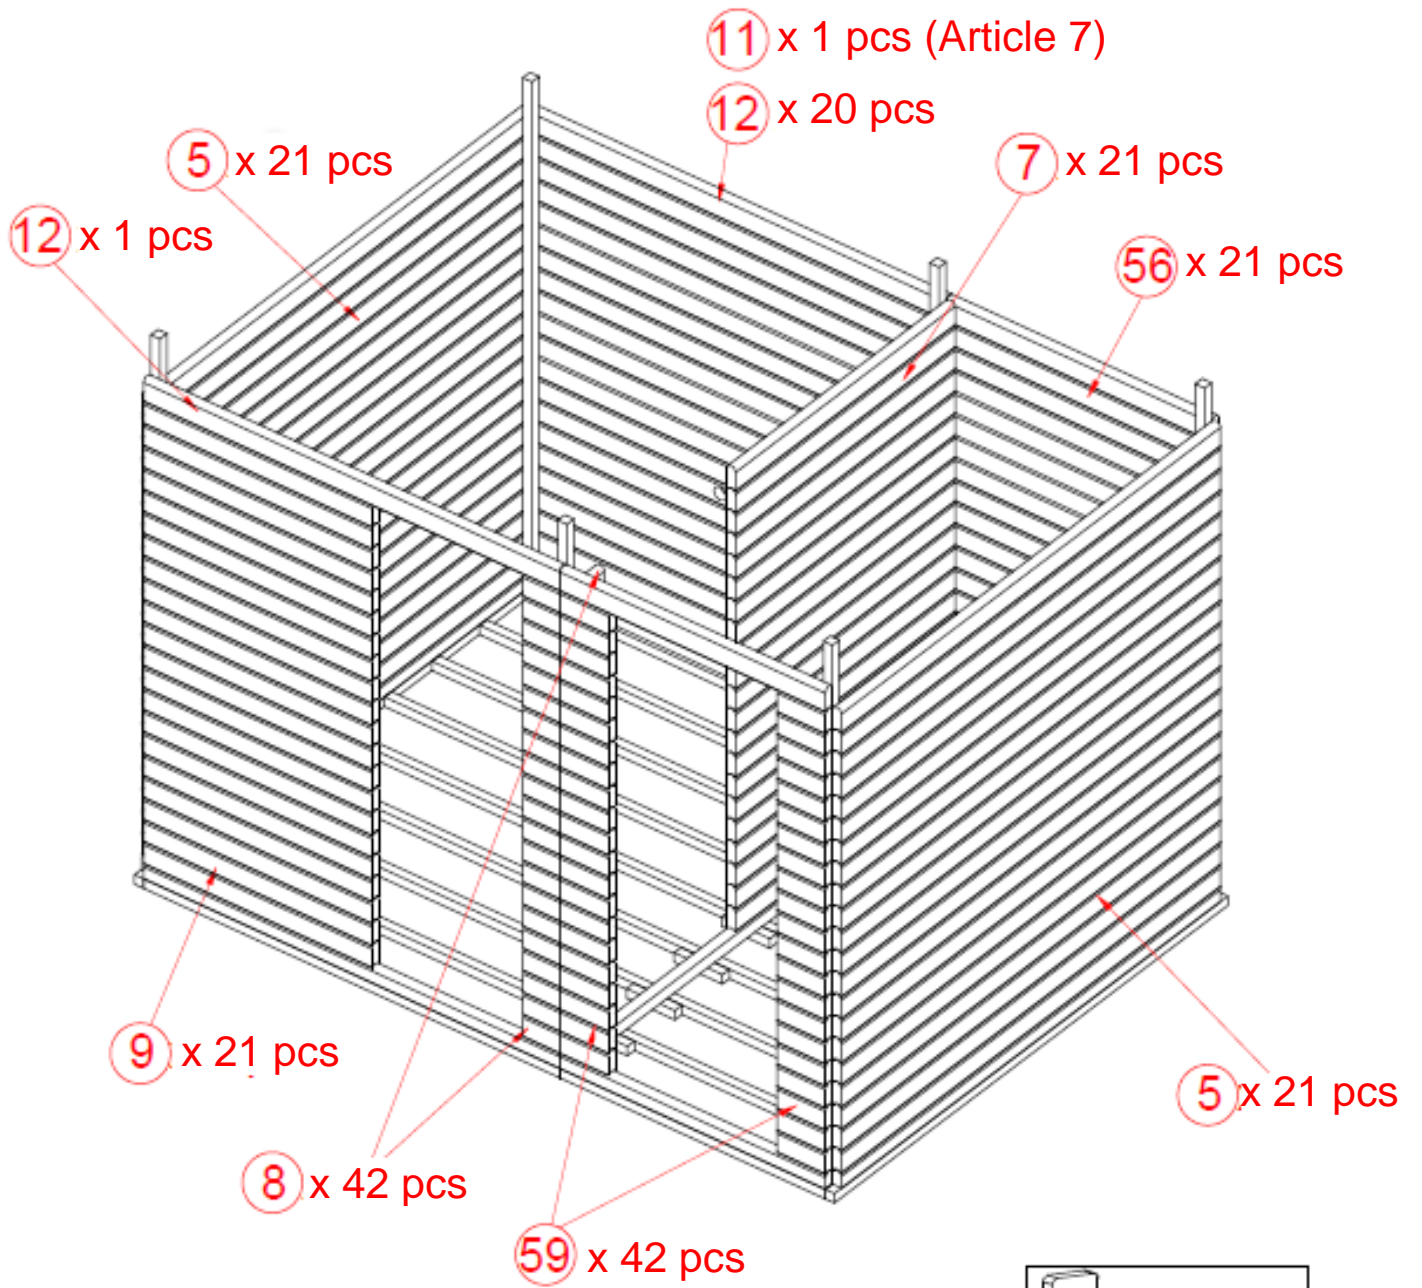 11 x 1 pcs (Article 7)
12 x 20 pcs
5 x 21 pcs
7 x 21 pcs
12 x 1 pcs
56 x 21 pcs
9 x 21 pcs
5 x 21 pcs
8 x 42 pcs
59 x 42 pcs